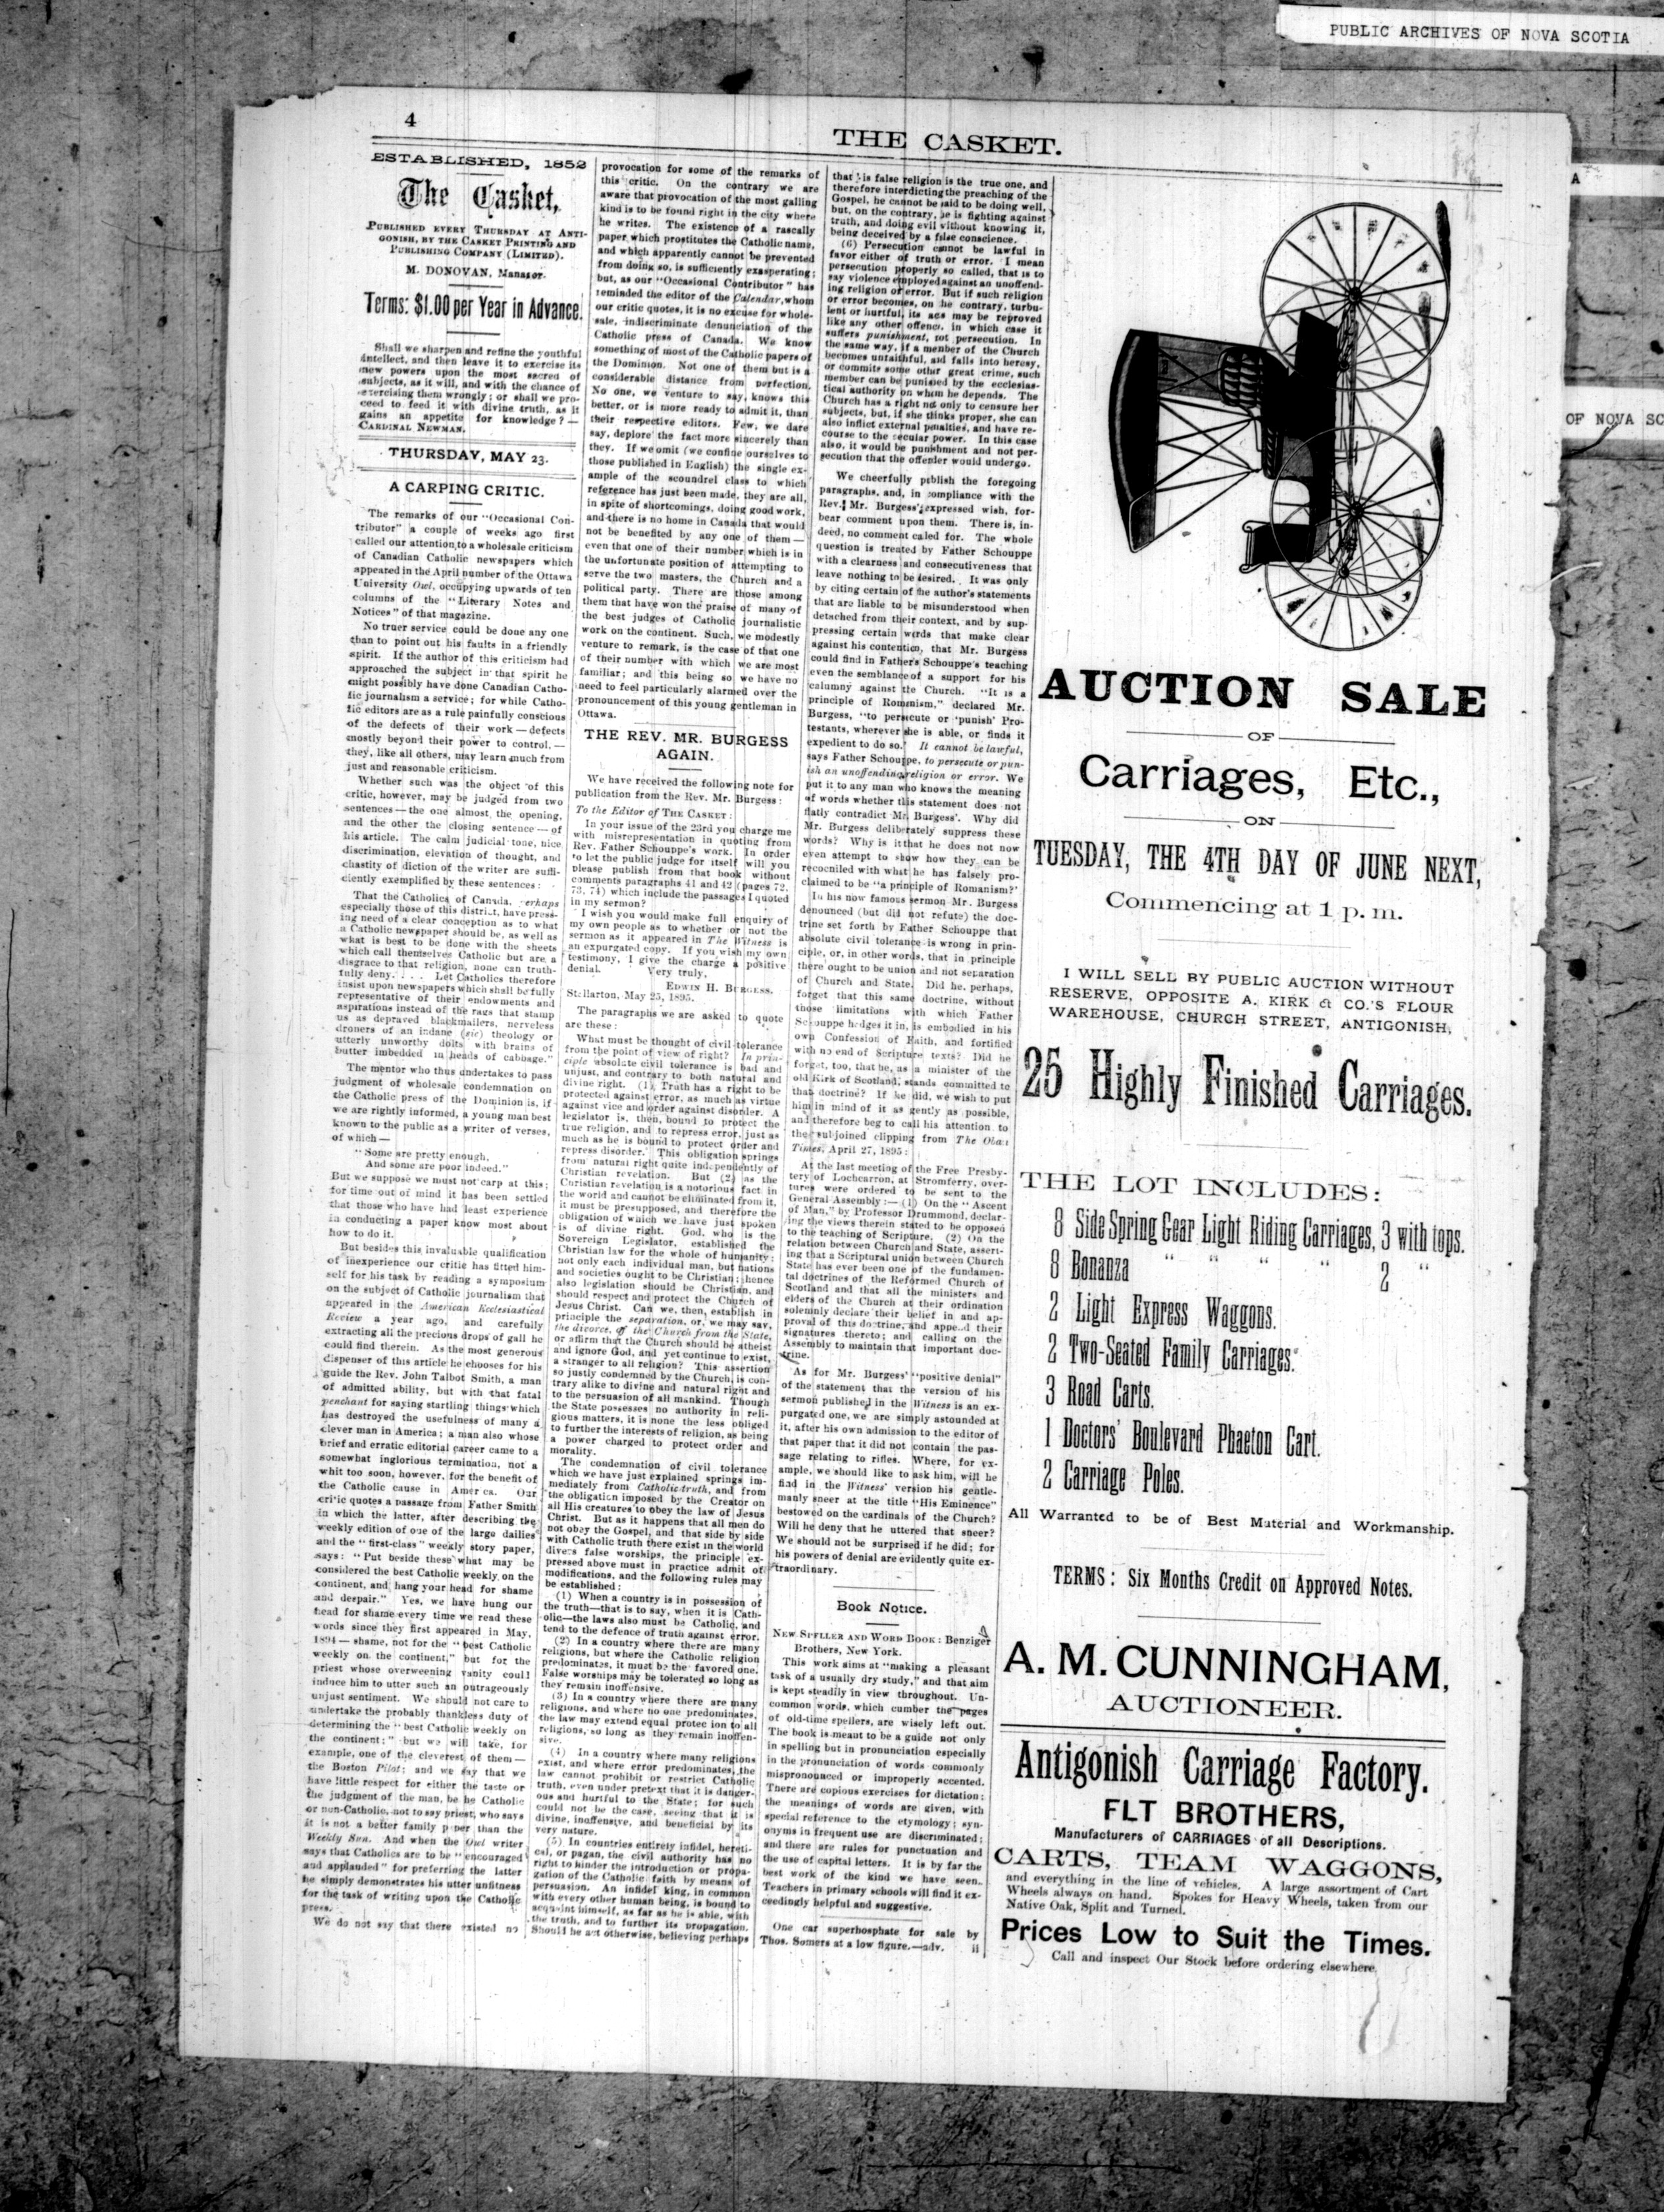 PUBLIC ARCHIVES OF NOVA SCOTIA
A
OF NOVA SC
4
THE CASKET.
ESTABLISHED, 1852
The Casket,
PUBLISHED EVERY THURSDAY AT ANTI-
GONISH, BY THE CASKET PRINTING AND
PUBLISHING COMPANY (LIMITED).
M. DONOVAN, Manager.
Terms: $1.00 per Year in Advance.
Shall we sharpen and refine the youthful
intellect, and then leave it to exercise its
new powers upon the most sacred of
subjects, as it will, and with the chance of
exercising them wrongly; or shall we pro-
ceed to feed it with divine truth, as it
gains an appetite for knowledge?—
CARDINAL NEWMAN.
THURSDAY, MAY 23.
A CARPING CRITIC.
The remarks of our "Occasional Con-
tributor" a couple of weeks ago first
called our attention to a wholesale criticism
of Canadian Catholic newspapers which
appeared in the April number of the Ottawa
University Owl, occupying upwards of ten
columns of the "Literary Notes and
Notices" of that magazine.
No truer service could be done any one
than to point out his faults in a friendly
spirit. If the author of this criticism had
approached the subject in that spirit he
might possibly have done Canadian Catho-
lic journalism a service; for while Catho-
lic editors are as a rule painfully conscious
of the defects of their work—defects
mostly beyond their power to control,—
they, like all others, may learn much from
just and reasonable criticism.
Whether such was the object of this
critic, however, may be judged from two
sentences—the one almost the opening,
and the other the closing sentence—of
his article. The calm judicial tone, nice
discrimination, elevation of thought, and
chastity of diction of the writer are suffi-
ciently exemplified by these sentences:
That the Catholics of Canada, perhaps
especially those of this district, have press-
ing need of a clear conception as to what
a Catholic newspaper should be, as well as
what is best to be done with the sheets
which call themselves Catholic but are a
disgrace to that religion, none can truth-
fully deny. . . . Let Catholics therefore
insist upon newspapers which shall be fully
representative of their endowments and
aspirations instead of the rags that stamp
us as depraved blackmailers, nerveless
droners of an indane (sic) theology or
utterly unworthy dolts with brains of
butter imbedded in heads of cabbage."
The mentor who thus undertakes to pass
judgment of wholesale condemnation on
the Catholic press of the Dominion is, if
we are rightly informed, a young man best
known to the public as a writer of verses,
of which—
"Some are pretty enough,
And some are poor indeed."
But we suppose we must not carp at this;
for time out of mind it has been settled
that those who have had least experience
in conducting a paper know most about
how to do it.
But besides this invaluable qualification
of inexperience our critic has fitted him-
self for his task by reading a symposium
on the subject of Catholic journalism that
appeared in the American Ecclesiastical
Review a year ago, and carefully
extracting all the precious drops of gall he
could find therein. As the most generous
dispenser of this article he chooses for his
guide the Rev. John Talbot Smith, a man
of admitted ability, but with that fatal
penchant for saying startling things which
has destroyed the usefulness of many a
clever man in America; a man also whose
brief and erratic editorial career came to a
somewhat inglorious termination, not a
whit too soon, however, for the benefit of
the Catholic cause in Amer ca. Our
critic quotes a passage from Father Smith
in which the latter, after describing the
weekly edition of one of the large dailies
and the "first-class" weekly story paper,
says: "Put beside these what may be
considered the best Catholic weekly on the
continent, and hang your head for shame
and despair." Yes, we have hung our
head for shame every time we read these
words since they first appeared in May,
1894—shame, not for the "best Catholic
weekly on the continent," but for the
priest whose overweening vanity could
induce him to utter such an outrageously
unjust sentiment. We should not care to
undertake the probably thankless duty of
determining the "best Catholic weekly on
the continent;" but we will take, for
example, one of the cleverest of them—
the Boston Pilot; and we say that we
have little respect for either the taste or
the judgment of the man, be he Catholic
or non-Catholic, not to say priest, who says
it is not a better family paper than the
Weekly Sun. And when the Owl writer
says that Catholics are to be "encouraged
and applauded" for preferring the latter
he simply demonstrates his utter unfitness
for the task of writing upon the Catholic
press.
We do not say that there existed no
provocation for some of the remarks of
this critic. On the contrary we are
aware that provocation of the most galling
kind is to be found right in the city where
he writes. The existence of a rascally
paper which prostitutes the Catholic name,
and which apparently cannot be prevented
from doing so, is sufficiently exasperating;
but, as our "Occasional Contributor" has
reminded the editor of the Calendar, whom
our critic quotes, it is no excuse for whole-
sale, indiscriminate denunciation of the
Catholic press of Canada. We know
something of most of the Catholic papers of
the Dominion. Not one of them but is a
considerable distance from perfection.
No one, we venture to say, knows this
better, or is more ready to admit it, than
their respective editors. Few, we dare
say, deplore the fact more sincerely than
they. If we omit (we confine ourselves to
those published in English) the single ex-
ample of the scoundrel class to which
reference has just been made, they are all,
in spite of shortcomings, doing good work,
and there is no home in Canada that would
not be benefited by any one of them—
even that one of their number which is in
the unfortunate position of attempting to
serve the two masters, the Church and a
political party. There are those among
them that have won the praise of many of
the best judges of Catholic journalistic
work on the continent. Such, we modestly
venture to remark, is the case of that one
of their number with which we are most
familiar; and this being so we have no
need to feel particularly alarmed over the
pronouncement of this young gentleman in
Ottawa.
THE REV. MR. BURGESS
AGAIN.
We have received the following note for
publication from the Rev. Mr. Burgess:
To the Editor of THE CASKET:
In your issue of the 23rd you charge me
with misrepresentation in quoting from
Rev. Father Schouppe's work. In order
to let the public judge for itself will you
please publish from that book without
comments paragraphs 41 and 42 (pages 72,
73, 74) which include the passages I quoted
in my sermon?
I wish you would make full enquiry of
my own people as to whether or not the
sermon as it appeared in The Witness is
an expurgated copy. If you wish my own
testimony, I give the charge a positive
denial. Very truly,
EDWIN H. BURGESS.
Stellarton, May 25, 1895.
The paragraphs we are asked to quote
are these:
What must be thought of civil tolerance
from the point of view of right? In prin-
ciple absolute civil tolerance is bad and
unjust, and contrary to both natural and
divine right. (1) Truth has a right to be
protected against error, as much as virtue
against vice and order against disorder. A
legislator is, then, bound to protect the
true religion, and to repress error, just as
much as he is bound to protect order and
repress disorder. This obligation springs
from natural right quite independently of
Christian revelation. But (2) as the
Christian revelation is a notorious fact in
the world and cannot be eliminated from it,
it must be presupposed, and therefore the
obligation of which we have just spoken
is of divine right. God, who is the
Sovereign Legislator, established the
Christian law for the whole of humanity;
not only each individual man, but nations
and societies ought to be Christian; hence
also legislation should be Christian, and
should respect and protect the Church of
Jesus Christ. Can we, then, establish in
principle the separation, or, we may say,
the divorce, of the Church from the State,
or affirm that the Church should be atheist
and ignore God, and yet continue to exist,
a stranger to all religion? This assertion
so justly condemned by the Church, is con-
trary alike to divine and natural right and
to the persuasion of all mankind. Though
the State possesses no authority in reli-
gious matters, it is none the less obliged
to further the interests of religion, as being
a power charged to protect order and
morality.
The condemnation of civil tolerance
which we have just explained springs im-
mediately from Catholic truth, and from
the obligation imposed by the Creator on
all His creatures to obey the law of Jesus
Christ. But as it happens that all men do
not obey the Gospel, and that side by side
with Catholic truth there exist in the world
divers false worships, the principle ex-
pressed above must in practice admit of
modifications, and the following rules may
be established:
(1) When a country is in possession of
the truth—that is to say, when it is Cath-
olic—the laws also must be Catholic, and
tend to the defence of truth against error.
(2) In a country where there are many
religions, but where the Catholic religion
predominates, it must be the favored one.
False worships may be tolerated so long as
they remain inoffensive.
(3) In a country where there are many
religions, and where no one predominates,
the law may extend equal protec ion to all
religions, so long as they remain inoffen-
sive.
(4) In a country where many religions
exist, and where error predominates, the
law cannot prohibit or restrict Catholic
truth, even under pretext that it is danger-
ous and hurtful to the State; for such
could not be the case, seeing that it is
divine, inoffensive, and beneficial by its
very nature.
(5) In countries entirely infidel, hereti-
cal, or pagan, the civil authority has no
right to hinder the introduction or propa-
gation of the Catholic faith by means of
persuasion. An infidel king, in common
with every other human being, is bound to
acquaint himself, as far as he is able, with
the truth, and to further its propagation.
Should he act otherwise, believing perhaps
that his false religion is the true one, and
therefore interdicting the preaching of the
Gospel, he cannot be said to be doing well,
but, on the contrary, he is fighting against
truth, and doing evil without knowing it,
being deceived by a false conscience.
(6) Persecution cannot be lawful in
favor either of truth or error. I mean
persecution properly so called, that is to
say violence employed against an unoffend-
ing religion or error. But if such religion
or error becomes, on he contrary, turbu-
lent or hurtful, its acs may be reproved
like any other offence, in which case it
suffers punishment, not persecution. In
the same way, if a member of the Church
becomes unfaithful, and falls into heresy,
or commits some other great crime, such
member can be punished by the ecclesias-
tical authority on whom he depends. The
Church has a right not only to censure her
subjects, but, if she thinks proper, she can
also inflict external penalties, and have re-
course to the secular power. In this case
also, it would be punishment and not per-
secution that the offender would undergo.
We cheerfully publish the foregoing
paragraphs, and, in compliance with the
Rev. Mr. Burgess' expressed wish, for-
bear comment upon them. There is, in-
deed, no comment called for. The whole
question is treated by Father Schouppe
with a clearness and consecutiveness that
leave nothing to be desired. It was only
by citing certain of the author's statements
that are liable to be misunderstood when
detached from their context, and by sup-
pressing certain words that make clear
against his contention, that Mr. Burgess
could find in Father's Schouppe's teaching
even the semblance of a support for his
calumny against the Church. "It is a
principle of Romanism," declared Mr.
Burgess, "to persecute or 'punish' Pro-
testants, wherever she is able, or finds it
expedient to do so." It cannot be lawful,
says Father Schouppe, to persecute or pun-
ish an unoffending religion or error. We
put it to any man who knows the meaning
of words whether this statement does not
flatly contradict Mr. Burgess'. Why did
Mr. Burgess deliberately suppress these
words? Why is it that he does not now
even attempt to show how they can be
reconciled with what he has falsely pro-
claimed to be "a principle of Romanism?"
In his now famous sermon Mr. Burgess
denounced (but did not refute) the doc-
trine set forth by Father Schouppe that
absolute civil tolerance is wrong in prin-
ciple, or, in other words, that in principle
there ought to be union and not separation
of Church and State. Did he, perhaps,
forget that this same doctrine, without
those limitations with which Father
Schouppe hedges it in, is embodied in his
own Confession of Faith, and fortified
with no end of Scripture texts? Did he
forget, too, that he, as a minister of the
old Kirk of Scotland, stands committed to
that doctrine? If he did, we wish to put
him in mind of it as gently as possible,
and therefore beg to call his attention to
the subjoined clipping from The Oban
Times, April 27, 1895:
At the last meeting of the Free Presby-
tery of Lochcarron, at Stromferry, over-
tures were ordered to be sent to the
General Assembly:—(1) On the "Ascent
of Man," by Professor Drummond, declar-
ing the views therein stated to be opposed
to the teaching of Scripture. (2) On the
relation between Church and State, assert-
ing that a Scriptural union between Church
State has ever been one of the fundamen-
tal doctrines of the Reformed Church of
Scotland and that all the ministers and
elders of the Church at their ordination
solemnly declare their belief in and ap-
proval of this doctrine, and appe..d their
signatures thereto; and calling on the
Assembly to maintain that important doc-
trine.
As for Mr. Burgess' "positive denial"
of the statement that the version of his
sermon published in the Witness is an ex-
purgated one, we are simply astounded at
it, after his own admission to the editor of
that paper that it did not contain the pas-
sage relating to rifles. Where, for ex-
ample, we should like to ask him, will he
find in the Witness' version his gentle-
manly sneer at the title "His Eminence"
bestowed on the cardinals of the Church?
Will he deny that he uttered that sneer?
We should not be surprised if he did; for
his powers of denial are evidently quite ex-
traordinary.
Book Notice.
NEW SPELLER AND WORD BOOK: Benziger
Brothers, New York.
This work aims at "making a pleasant
task of a usually dry study," and that aim
is kept steadily in view throughout. Un-
common words, which cumber the pages
of old-time spellers, are wisely left out.
The book is meant to be a guide not only
in spelling but in pronunciation especially
in the pronunciation of words commonly
mispronounced or improperly accented.
There are copious exercises for dictation;
the meanings of words are given, with
special reference to the etymology; syn-
onyms in frequent use are discriminated;
and there are rules for punctuation and
the use of capital letters. It is by far the
best work of the kind we have seen.
Teachers in primary schools will find it ex-
ceedingly helpful and suggestive.
One car superbhosphate for sale by
Thos. Somers at a low figure.—adv. ii
AUCTION SALE
OF
Carriages, Etc.,
ON
TUESDAY, THE 4TH DAY OF JUNE NEXT,
Commencing at 1 p. m.
I WILL SELL BY PUBLIC AUCTION WITHOUT
RESERVE, OPPOSITE A. KIRK & CO.'S FLOUR
WAREHOUSE, CHURCH STREET, ANTIGONISH,
25 Highly Finished Carriages.
THE LOT INCLUDES:
8 Side Spring Gear Light Riding Carriages, 3 with tops.
8 Bonanza " " " " 2 "
2 Light Express Waggons.
2 Two-Seated Family Carriages.
3 Road Carts.
1 Doctors' Boulevard Phaeton Cart.
2 Carriage Poles.
All Warranted to be of Best Material and Workmanship.
TERMS: Six Months Credit on Approved Notes.
A. M. CUNNINGHAM,
AUCTIONEER.
Antigonish Carriage Factory.
FLT BROTHERS,
Manufacturers of CARRIAGES of all Descriptions.
CARTS, TEAM WAGGONS,
and everything in the line of vehicles. A large assortment of Cart
Wheels always on hand. Spokes for Heavy Wheels, taken from our
Native Oak, Split and Turned.
Prices Low to Suit the Times.
Call and inspect Our Stock before ordering elsewhere.